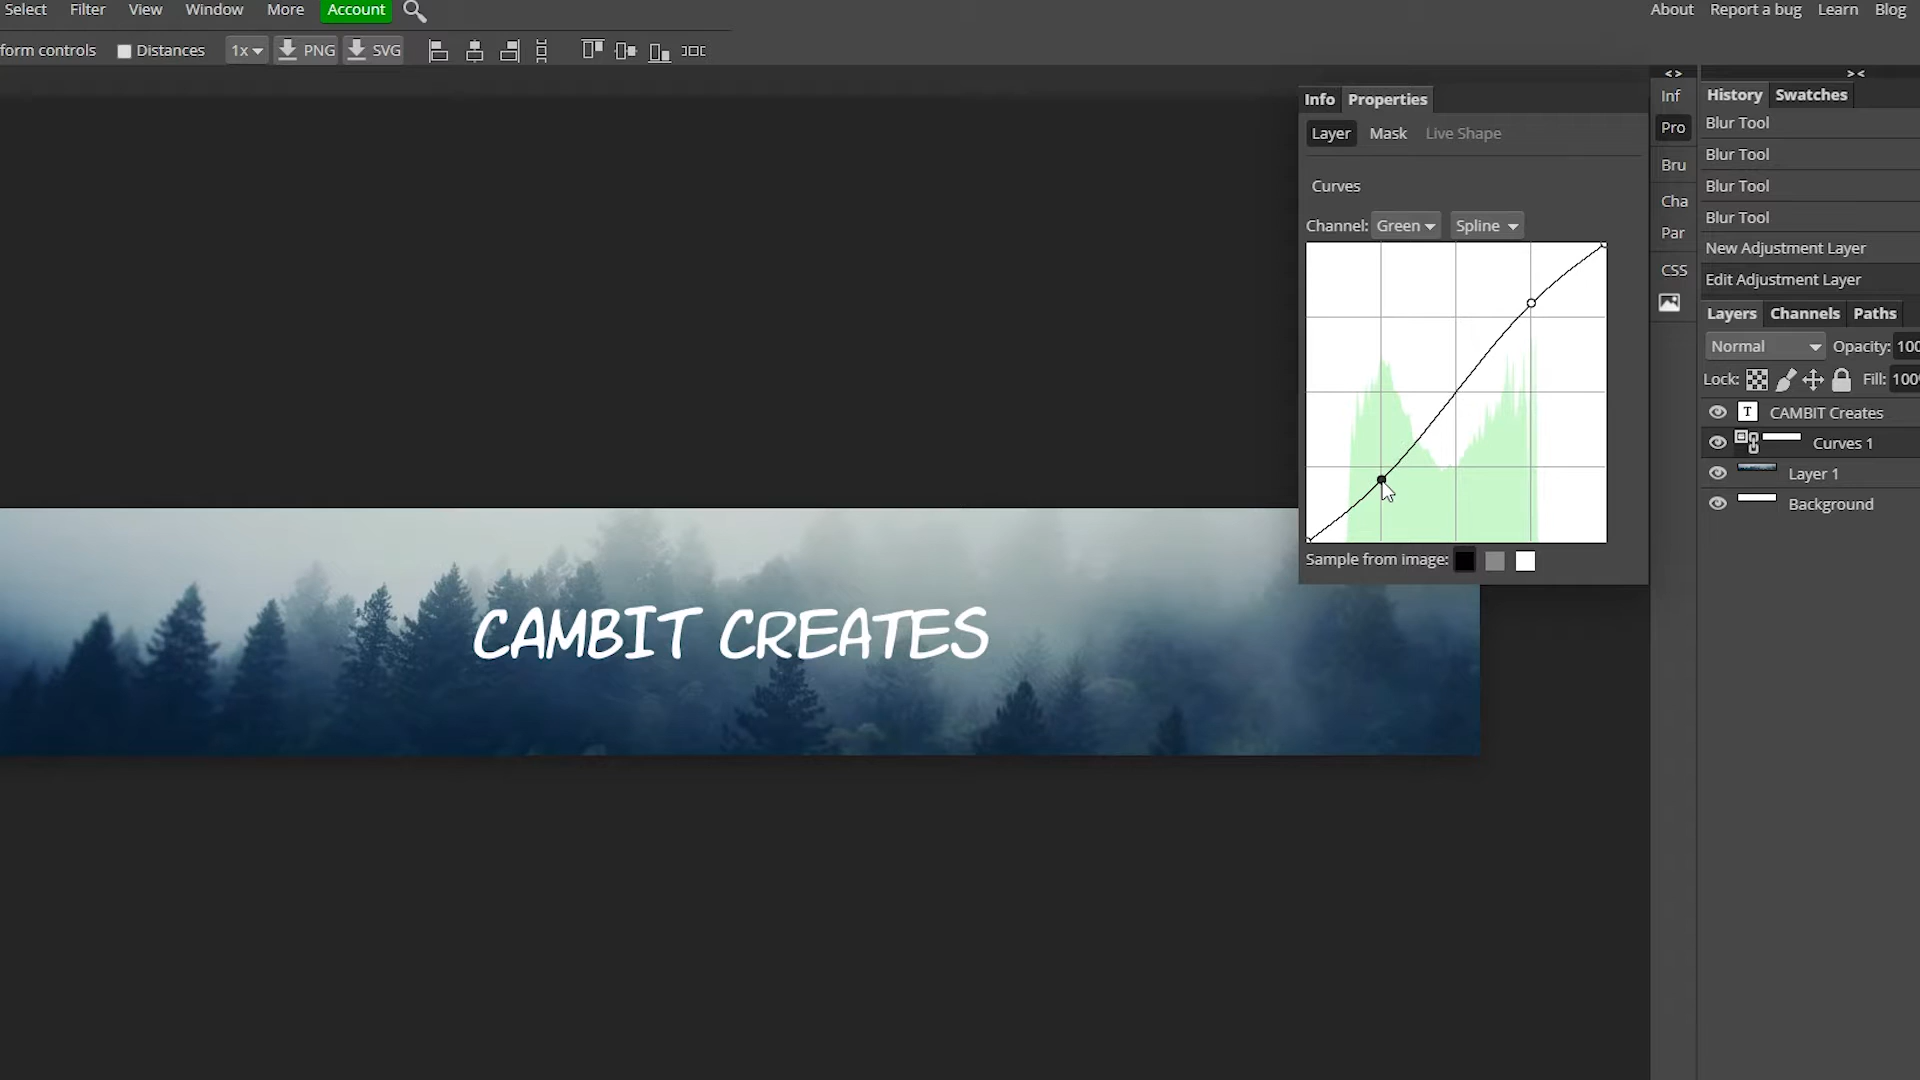 Select Filter View Window More Account About Report a bug Learn Blog
form controls Distances 1x PNG SVG
Info Properties
Layer Mask Live Shape
Curves
Channel: Green Spline
Sample from image:
Inf
Pro
Bru
Cha
Par
CSS
History Swatches
Blur Tool
Blur Tool
Blur Tool
Blur Tool
New Adjustment Layer
Edit Adjustment Layer
Layers Channels Paths
Normal Opacity: 100
Lock: Fill: 100%
T CAMBIT Creates
Curves 1
Layer 1
Background
CAMBIT CREATES